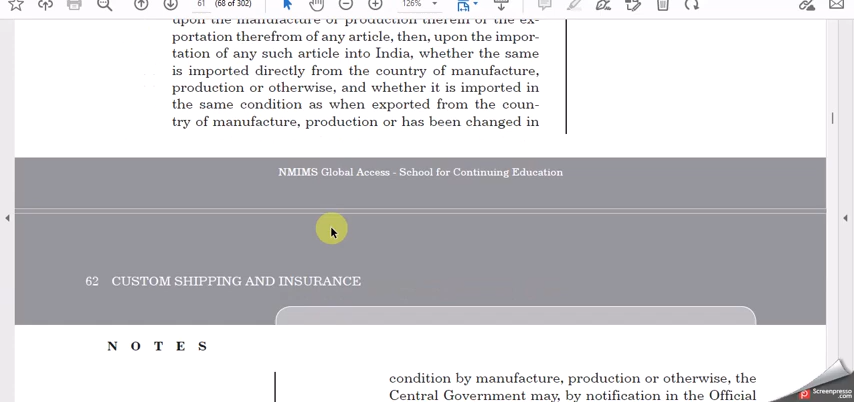 61 (68 of 302) 126%
upon the manufacture or production therein or the ex-
portation therefrom of any article, then, upon the impor-
tation of any such article into India, whether the same
is imported directly from the country of manufacture,
production or otherwise, and whether it is imported in
the same condition as when exported from the coun-
try of manufacture, production or has been changed in
NMIMS Global Access - School for Continuing Education
62 CUSTOM SHIPPING AND INSURANCE
N O T E S
condition by manufacture, production or otherwise, the
Central Government may, by notification in the Official
Screenpresso
.com